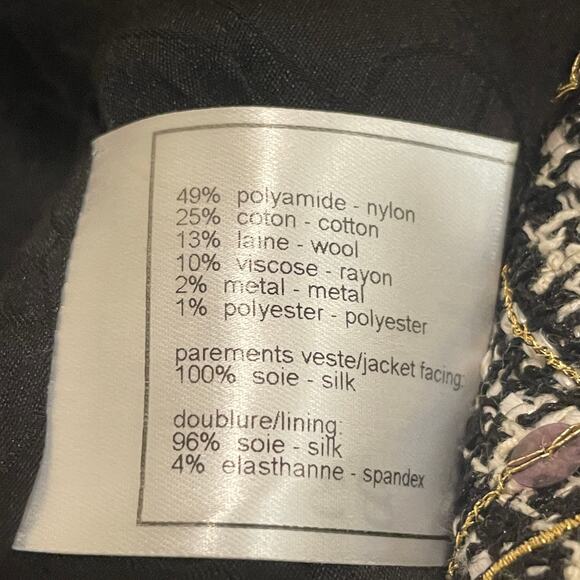 49% polyamide - nylon
25% coton - cotton
13% laine - wool
10% viscose - rayon
2% metal - metal
1% polyester - polyester
parements veste/jacket facing:
100% soie - silk
doublure/lining:
96% soie - silk
4% elasthanne - spandex